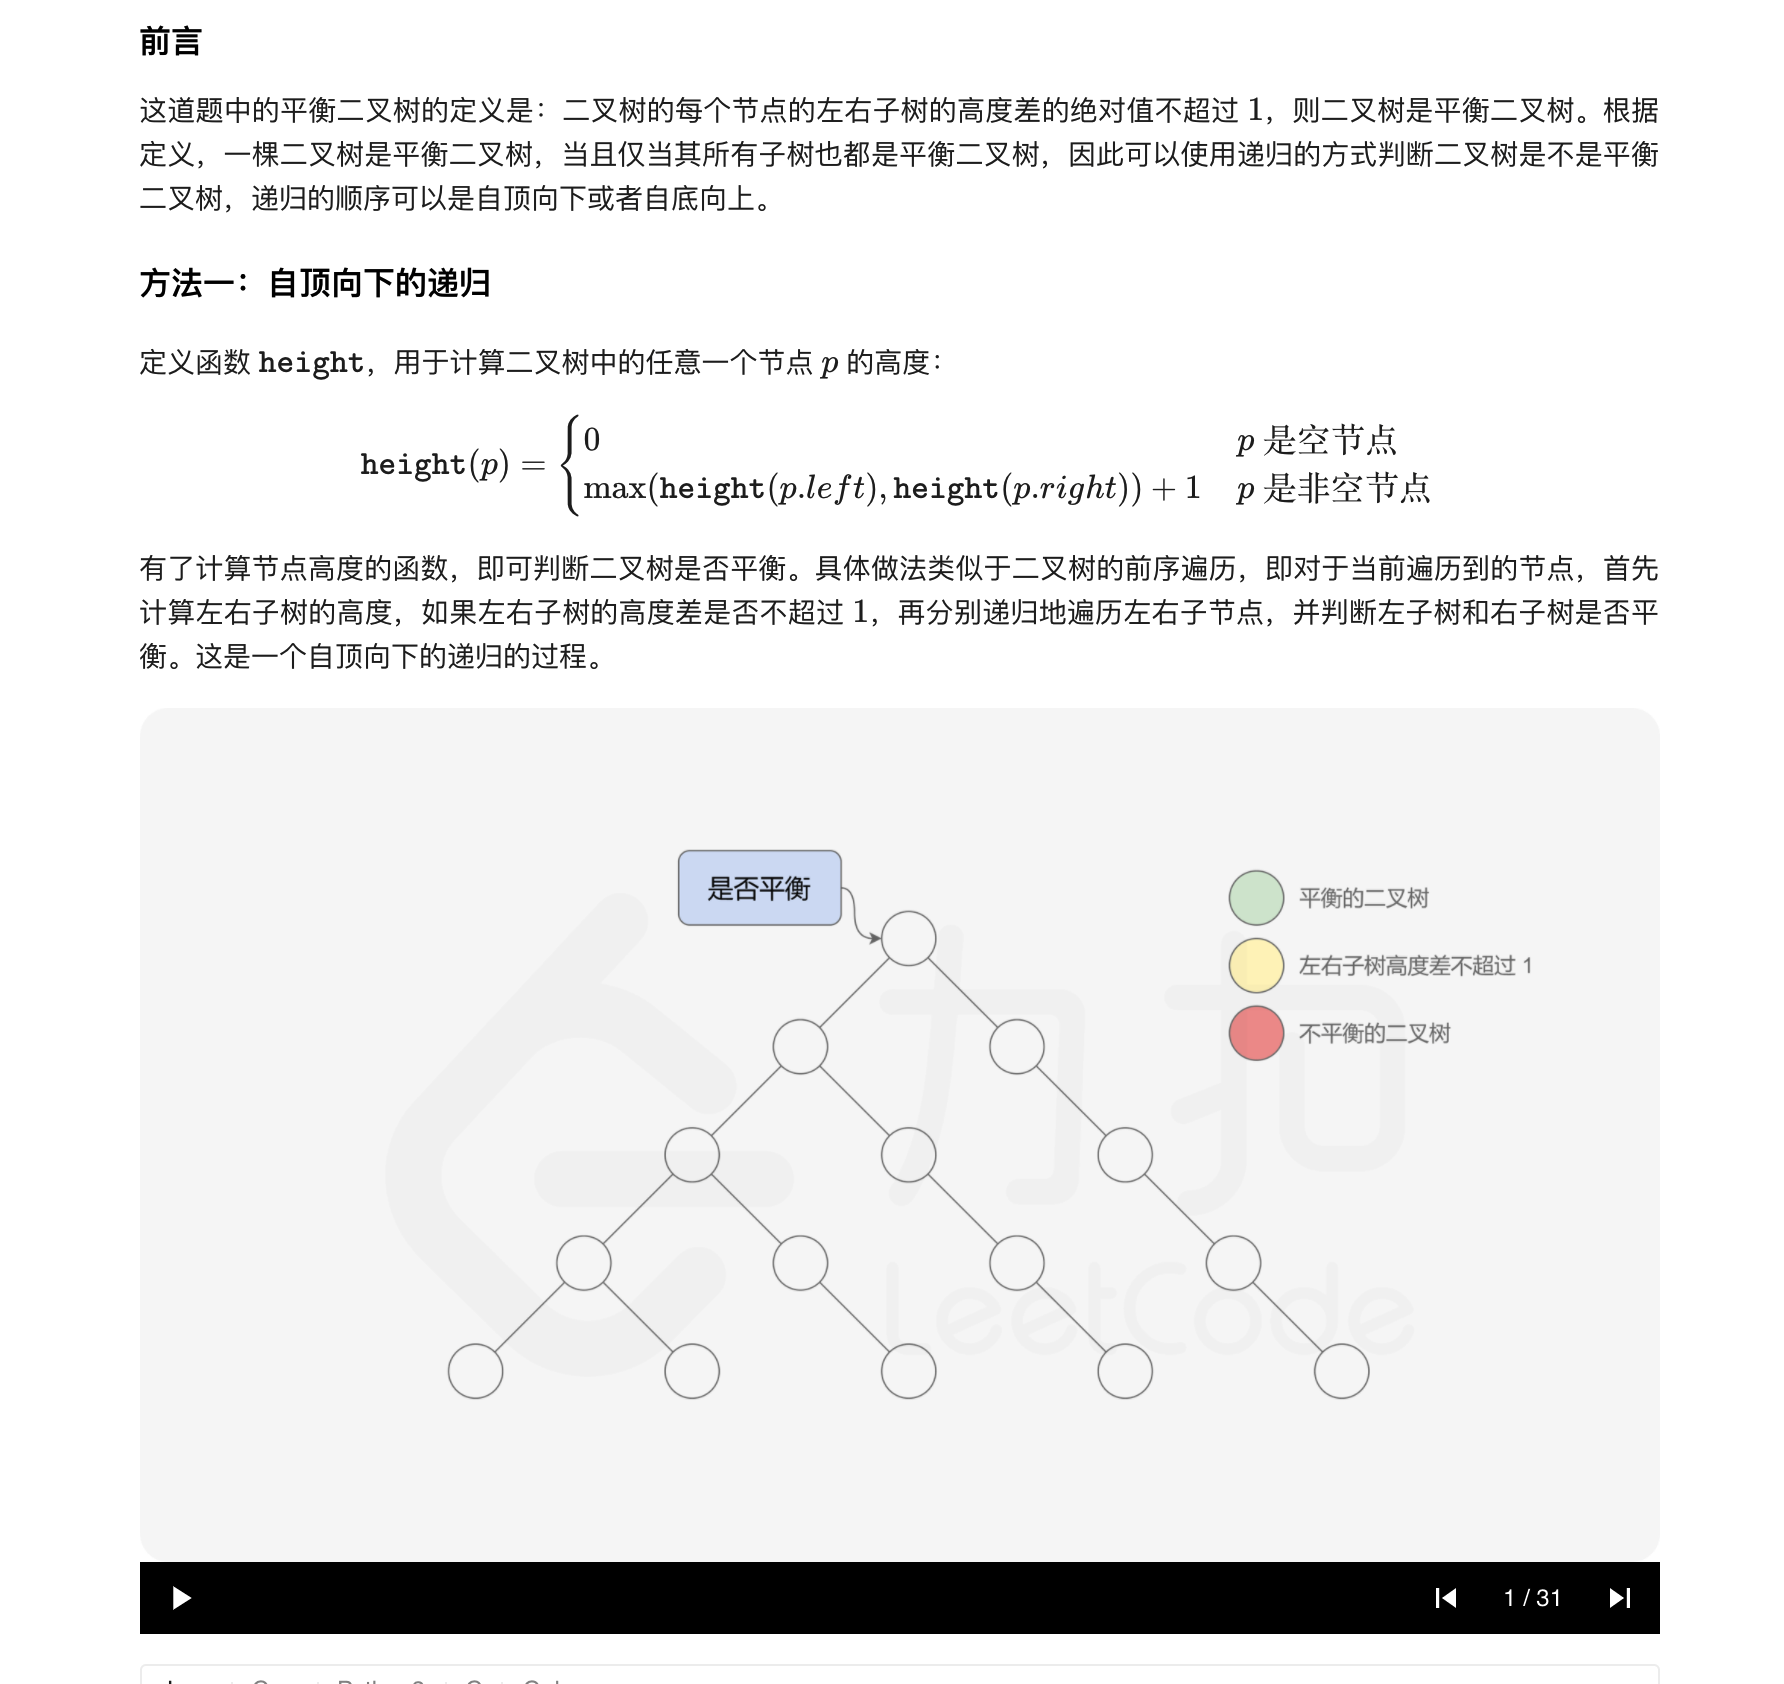 前言
这道题中的平衡二叉树的定义是：二叉树的每个节点的左右子树的高度差的绝对值不超过 1，则二叉树是平衡二叉树。根据
定义，一棵二叉树是平衡二叉树，当且仅当其所有子树也都是平衡二叉树，因此可以使用递归的方式判断二叉树是不是平衡
二叉树，递归的顺序可以是自顶向下或者自底向上。
方法一：自顶向下的递归
定义函数 height，用于计算二叉树中的任意一个节点 p 的高度：
height(p) = {
0 p 是空节点
max(height(p.left), height(p.right)) + 1 p 是非空节点
有了计算节点高度的函数，即可判断二叉树是否平衡。具体做法类似于二叉树的前序遍历，即对于当前遍历到的节点，首先
计算左右子树的高度，如果左右子树的高度差是否不超过 1，再分别递归地遍历左右子节点，并判断左子树和右子树是否平
衡。这是一个自顶向下的递归的过程。
是否平衡
平衡的二叉树
左右子树高度差不超过 1
不平衡的二叉树
力扣
LeetCode
1 / 31